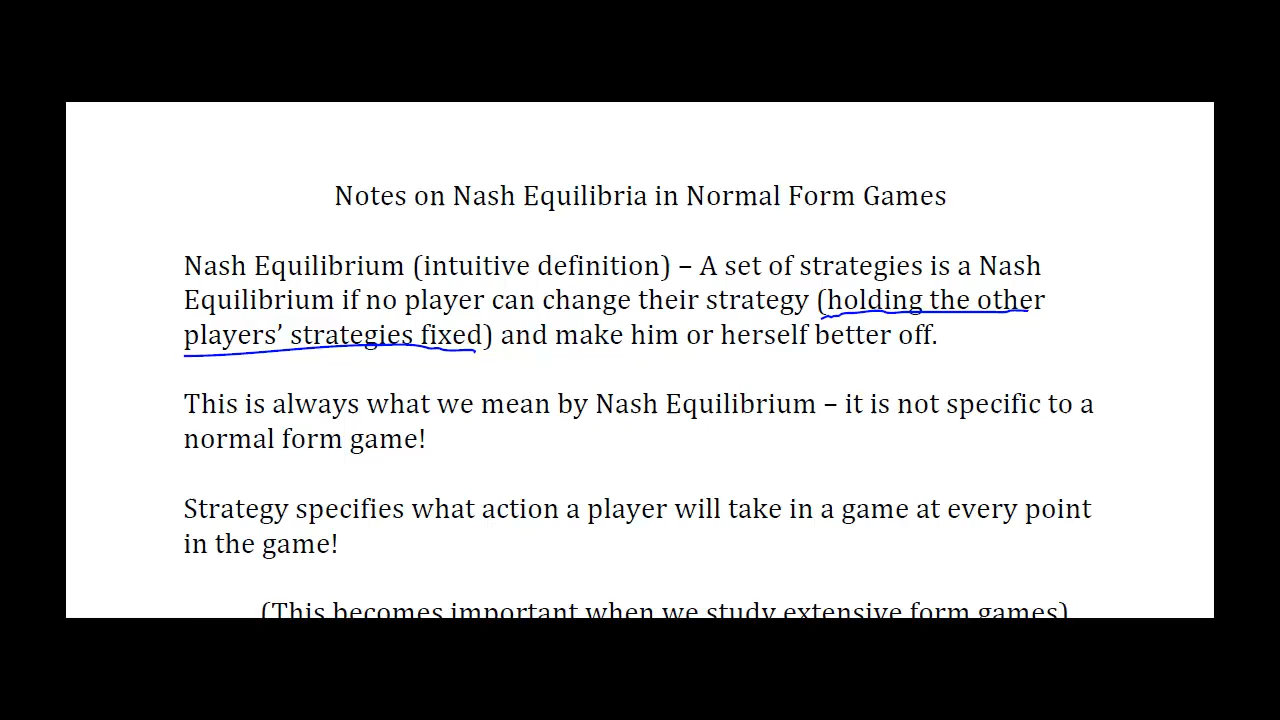 Notes on Nash Equilibria in Normal Form Games
Nash Equilibrium (intuitive definition) – A set of strategies is a Nash
Equilibrium if no player can change their strategy (holding the other
players’ strategies fixed) and make him or herself better off.
This is always what we mean by Nash Equilibrium – it is not specific to a
normal form game!
Strategy specifies what action a player will take in a game at every point
in the game!
(This becomes important when we study extensive form games)